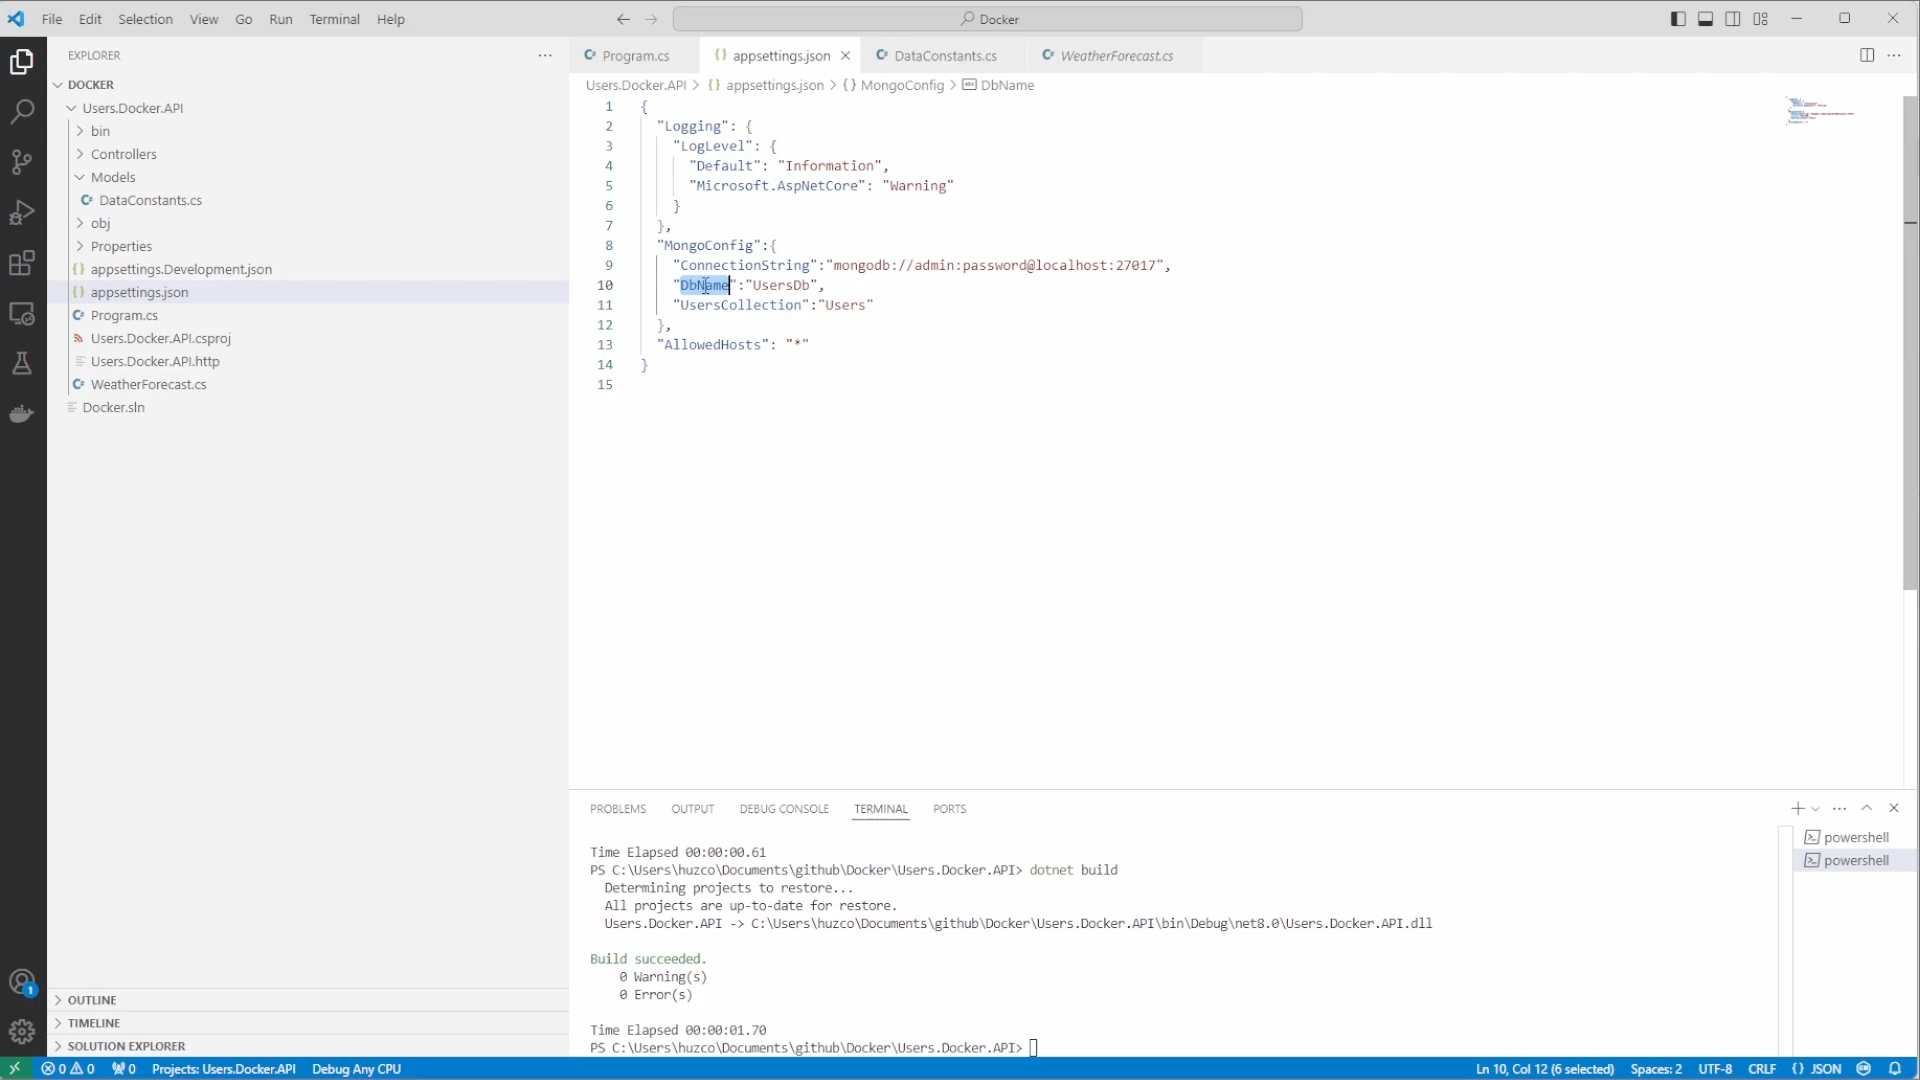 File Edit Selection View Go Run Terminal Help
Docker
EXPLORER
DOCKER
Users.Docker.API
bin
Controllers
Models
DataConstants.cs
obj
Properties
appsettings.Development.json
appsettings.json
Program.cs
Users.Docker.API.csproj
Users.Docker.API.http
WeatherForecast.cs
Docker.sln
OUTLINE
TIMELINE
SOLUTION EXPLORER
Program.cs appsettings.json DataConstants.cs WeatherForecast.cs
Users.Docker.API > {} appsettings.json > {} MongoConfig > DbName
1 {
2 "Logging": {
3 "LogLevel": {
4 "Default": "Information",
5 "Microsoft.AspNetCore": "Warning"
6 }
7 },
8 "MongoConfig":{
9 "ConnectionString":"mongodb://admin:password@localhost:27017",
10 "DbName":"UsersDb",
11 "UsersCollection":"Users"
12 },
13 "AllowedHosts": "*"
14 }
15
PROBLEMS OUTPUT DEBUG CONSOLE TERMINAL PORTS
powershell
powershell
Time Elapsed 00:00:00.61
PS C:\Users\huzco\Documents\github\Docker\Users.Docker.API> dotnet build
Determining projects to restore...
All projects are up-to-date for restore.
Users.Docker.API -> C:\Users\huzco\Documents\github\Docker\Users.Docker.API\bin\Debug\net8.0\Users.Docker.API.dll
Build succeeded.
0 Warning(s)
0 Error(s)
Time Elapsed 00:00:01.70
PS C:\Users\huzco\Documents\github\Docker\Users.Docker.API>
1
0 0 0 Projects: Users.Docker.API Debug Any CPU Ln 10, Col 12 (6 selected) Spaces: 2 UTF-8 CRLF {} JSON